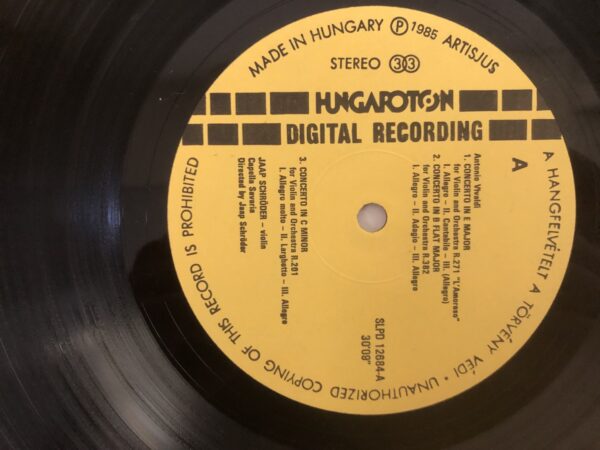 MADE IN HUNGARY Ⓟ 1985 ARTISJUS
STEREO 33
HUNGAROTON
DIGITAL RECORDING
A
Antonio Vivaldi
1. CONCERTO IN E MAJOR
for Violin and Orchestra R.271 "L'Amoroso"
I. Allegro – II. Cantabile – III. (Allegro)
2. CONCERTO IN B FLAT MAJOR
for Violin and Orchestra R.382
I. Allegro – II. Adagio – III. Allegro
3. CONCERTO IN C MINOR
for Violin and Orchestra R.201
I. Allegro molto – II. Larghetto – III. Allegro
JAAP SCHRÖDER – violin
Capella Savaria
Directed by Jaap Schröder
SLPD 12684-A
30'09"
A HANGFELVÉTELT A TÖRVÉNY VÉDI • UNAUTHORIZED COPYING OF THIS RECORD IS PROHIBITED